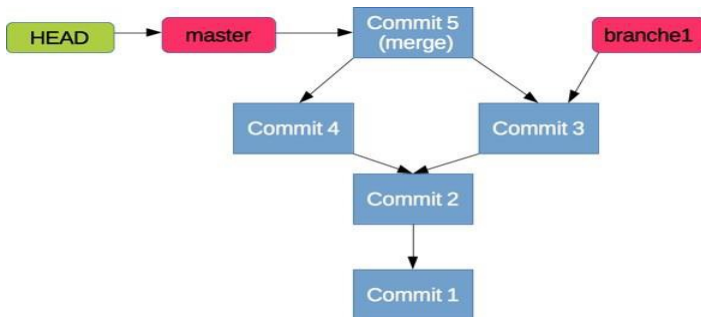 HEAD
master
Commit 5
(merge)
branche1
Commit 4
Commit 3
Commit 2
Commit 1